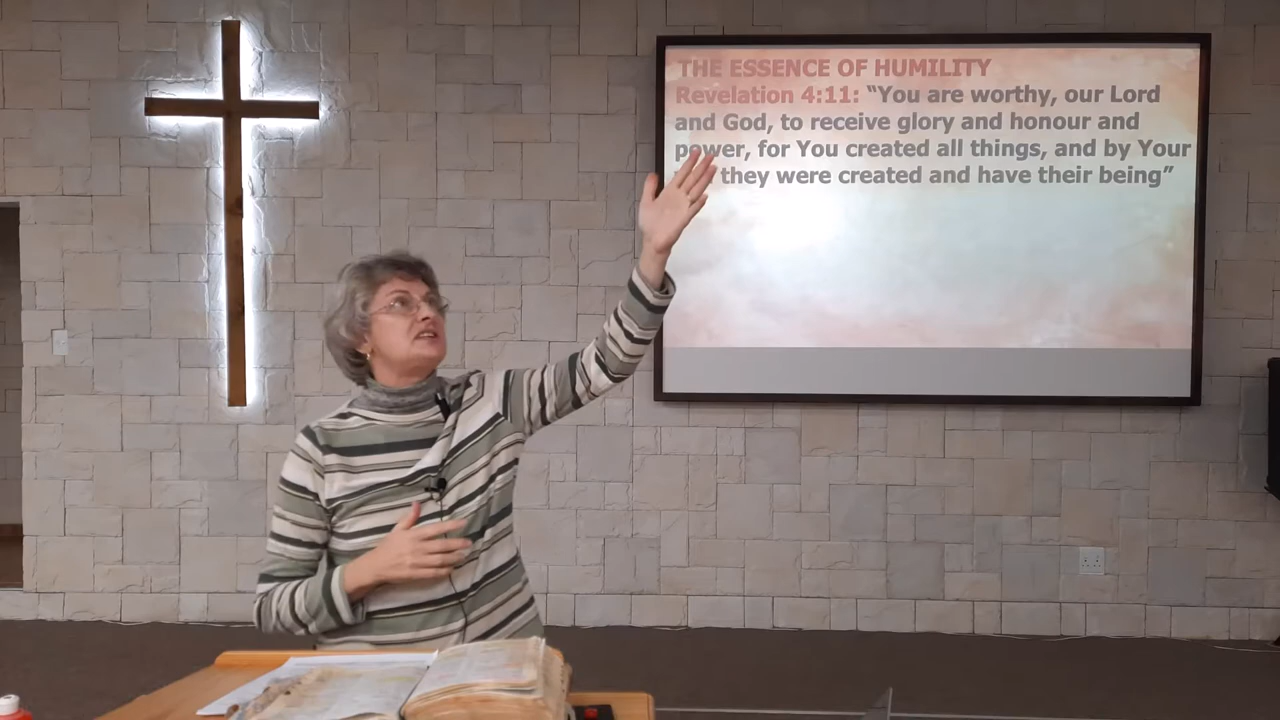 THE ESSENCE OF HUMILITY
Revelation 4:11: “You are worthy, our Lord
and God, to receive glory and honour and
power, for You created all things, and by Your
they were created and have their being”